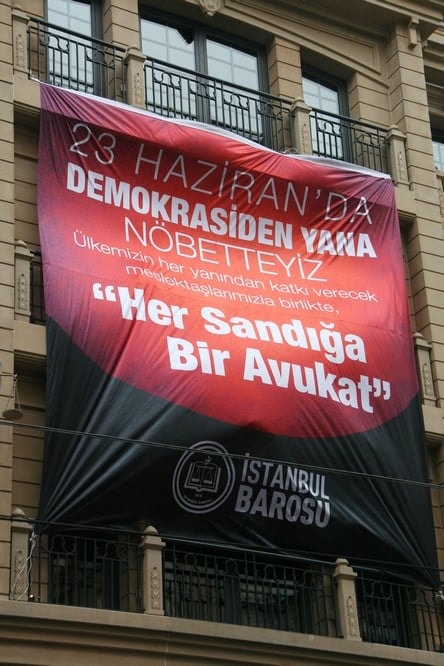 23 HAZİRAN'DA
DEMOKRASİDEN YANA
NÖBETTEYİZ
Ülkemizin her yanından katkı verecek
meslektaşlarımızla birlikte,
“Her Sandığa
Bir Avukat”
İSTANBUL
BAROSU